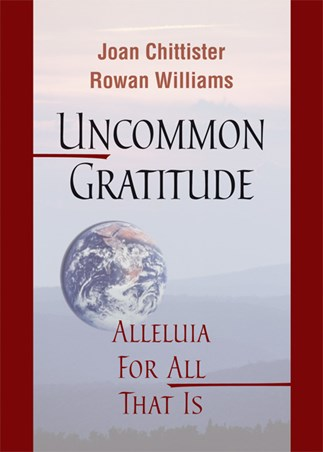 Joan Chittister
Rowan Williams
UNCOMMON
GRATITUDE
ALLELUIA
FOR ALL
THAT IS